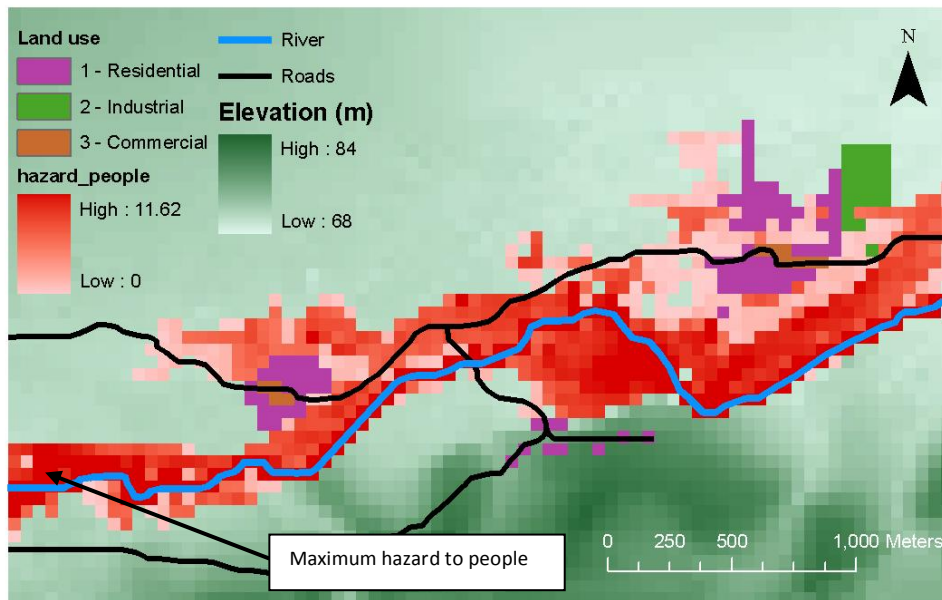 Land use
1 - Residential
2 - Industrial
3 - Commercial
hazard_people
High : 11.62
Low : 0
River
Roads
Elevation (m)
High : 84
Low : 68
N
Maximum hazard to people
0 250 500 1,000 Meters